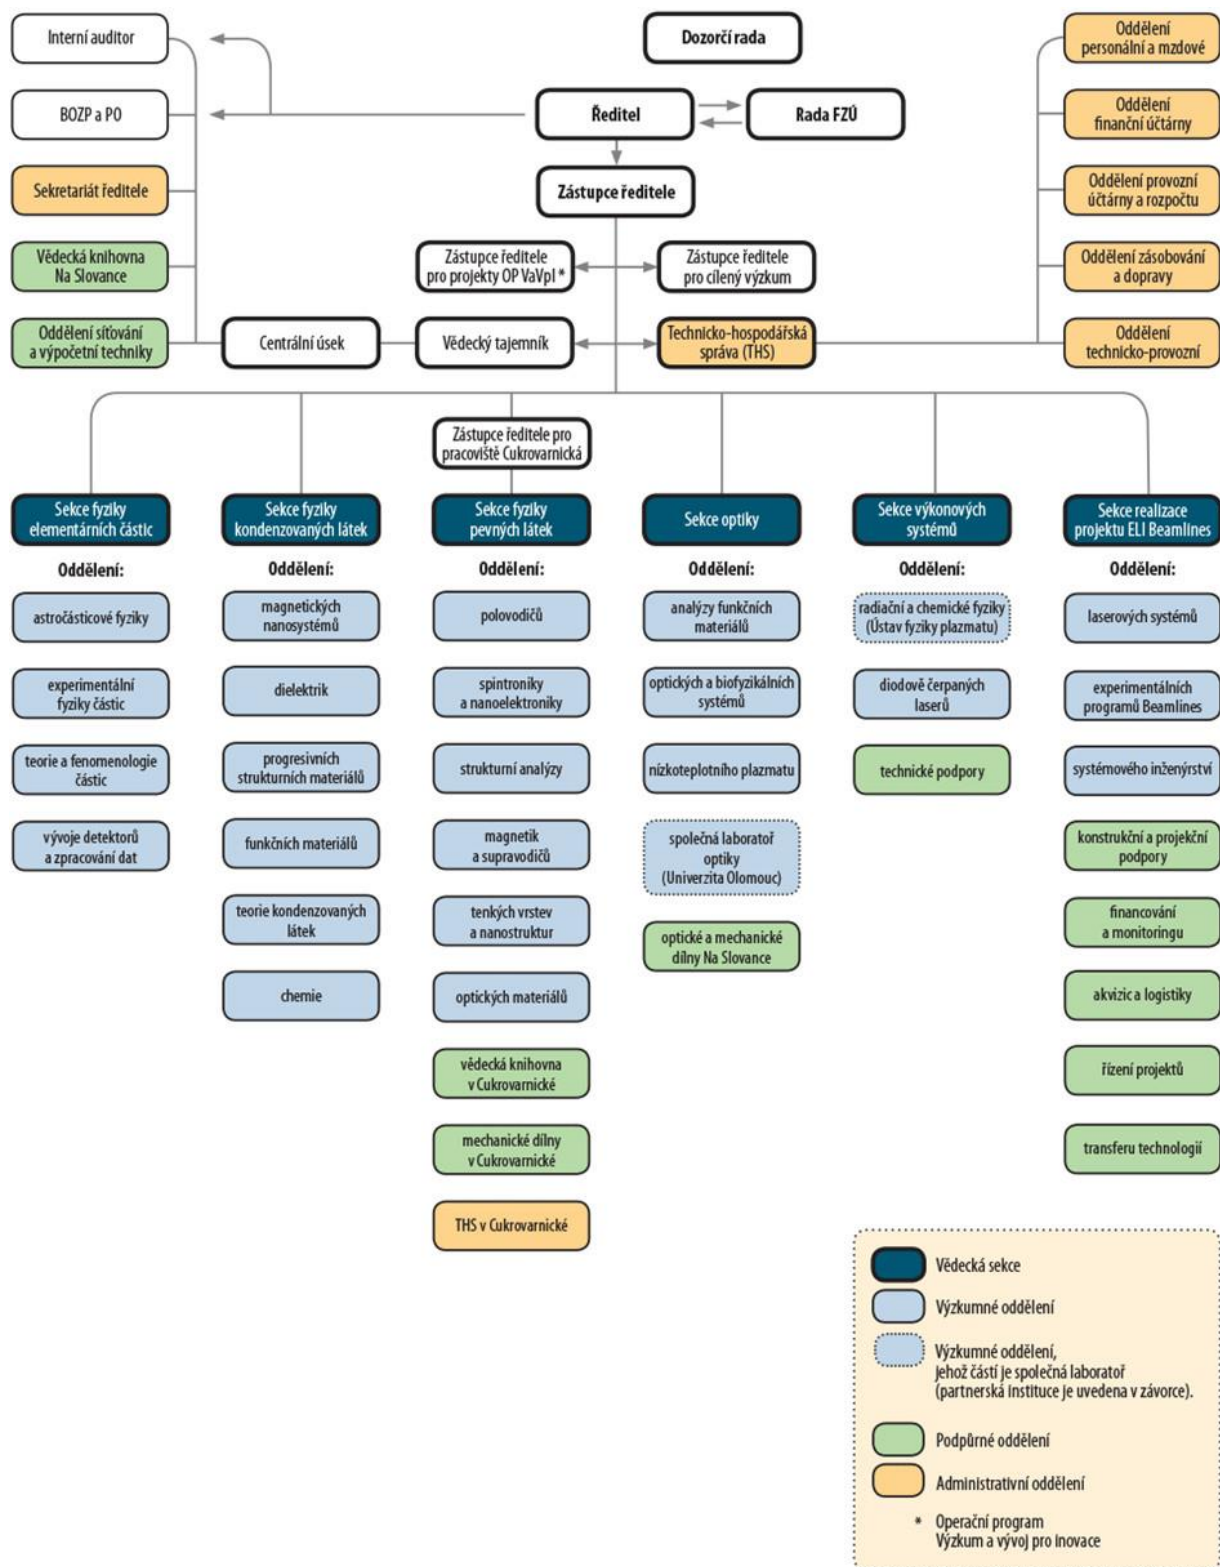 Interní auditor
Dozorčí rada
Oddělení
personální a mzdové
BOZP a PO
Ředitel
Rada FZÚ
Oddělení
finanční účtárny
Sekretariát ředitele
Zástupce ředitele
Oddělení provozní
účtárny a rozpočtu
Vědecká knihovna
Na Slovance
Zástupce ředitele
pro projekty OP VaVpI *
Zástupce ředitele
pro cílený výzkum
Oddělení zásobování
a dopravy
Oddělení síťování
a výpočetní techniky
Centrální úsek
Vědecký tajemník
Technicko-hospodářská
správa (THS)
Oddělení
technicko-provozní
Zástupce ředitele pro
pracoviště Cukrovarnická
Sekce fyziky
elementárních částic
Oddělení:
astročásticové fyziky
experimentální
fyziky částic
teorie a fenomenologie
částic
vývoje detektorů
a zpracování dat
Sekce fyziky
kondenzovaných látek
Oddělení:
magnetických
nanosystémů
dielektrik
progresivních
strukturních materiálů
funkčních materiálů
teorie kondenzovaných
látek
chemie
Sekce fyziky
pevných látek
Oddělení:
polovodičů
spintroniky
a nanoelektroniky
strukturní analýzy
magnetik
a supravodičů
tenkých vrstev
a nanostruktur
optických materiálů
vědecká knihovna
v Cukrovarnické
mechanické dílny
v Cukrovarnické
THS v Cukrovarnické
Sekce optiky
Oddělení:
analýzy funkčních
materiálů
optických a biofyzikálních
systémů
nízkoteplotního plazmatu
společná laboratoř
optiky
(Univerzita Olomouc)
optické a mechanické
dílny Na Slovance
Sekce výkonových
systémů
Oddělení:
radiační a chemické fyziky
(Ústav fyziky plazmatu)
diodově čerpaných
laserů
technické podpory
Sekce realizace
projektu ELI Beamlines
Oddělení:
laserových systémů
experimentálních
programů Beamlines
systémového inženýrství
konstrukční a projekční
podpory
financování
a monitoringu
akvizic a logistiky
řízení projektů
transferu technologií
Vědecká sekce
Výzkumné oddělení
Výzkumné oddělení,
jehož částí je společná laboratoř
(partnerská instituce je uvedena v závorce).
Podpůrné oddělení
Administrativní oddělení
* Operační program
Výzkum a vývoj pro inovace